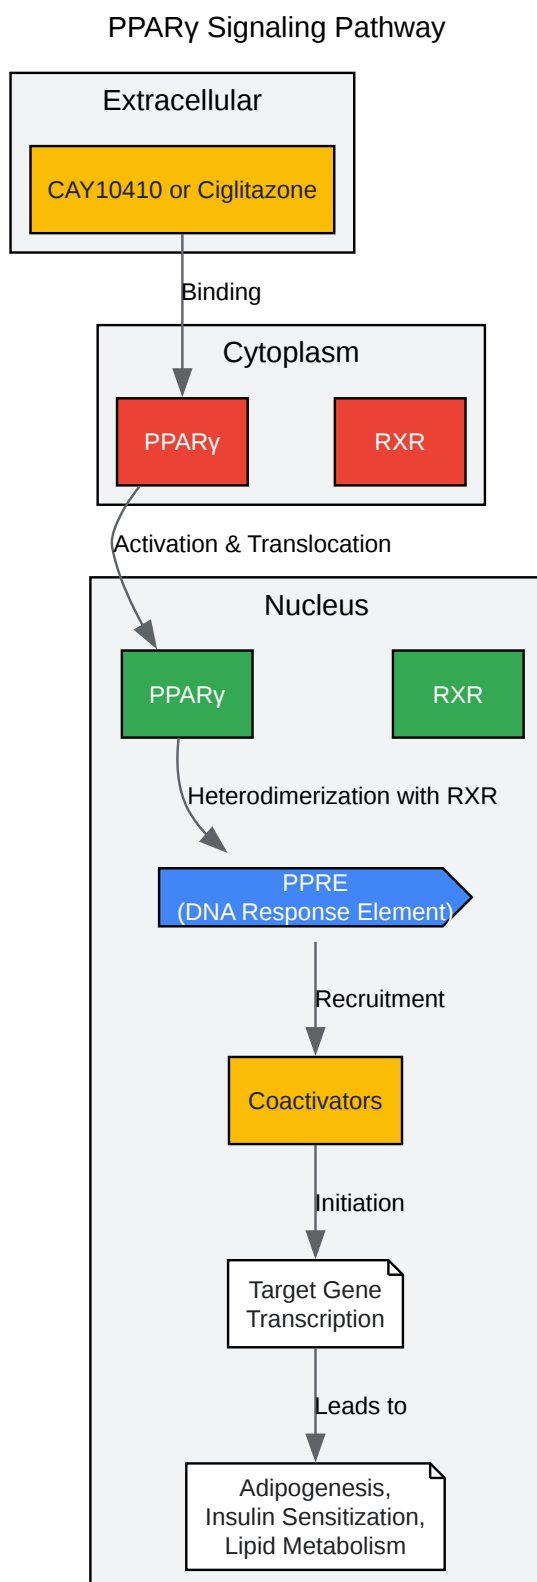 PPARγ Signaling Pathway
Extracellular
CAY10410 or Ciglitazone
Binding
Cytoplasm
PPARγ
RXR
Activation & Translocation
Nucleus
PPARγ
RXR
Heterodimerization with RXR
PPRE
(DNA Response Element)
Recruitment
Coactivators
Initiation
Target Gene
Transcription
Leads to
Adipogenesis,
Insulin Sensitization,
Lipid Metabolism